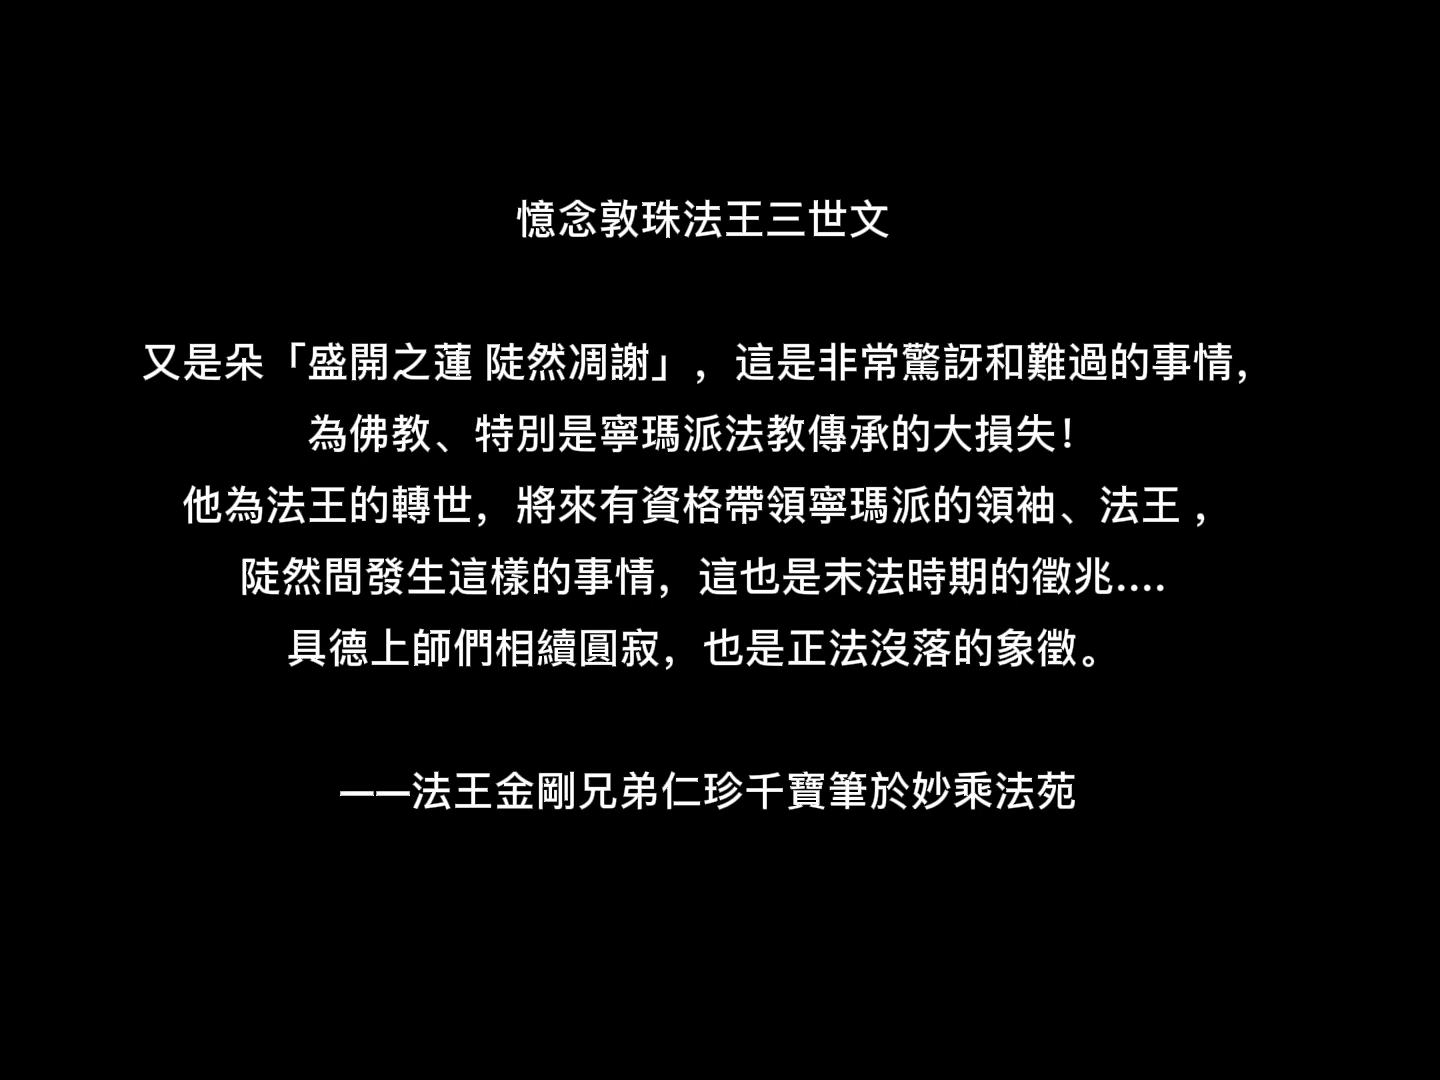 憶念敦珠法王三世文
又是朵「盛開之蓮 陡然凋謝」，這是非常驚訝和難過的事情，
為佛教、特別是寧瑪派法教傳承的大損失！
他為法王的轉世，將來有資格帶領寧瑪派的領袖、法王 ，
陡然間發生這樣的事情，這也是末法時期的徵兆....
具德上師們相續圓寂，也是正法沒落的象徵。
——法王金剛兄弟仁珍千寶筆於妙乘法苑